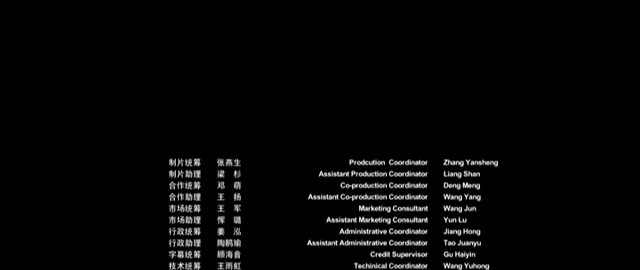 制片统筹 张燕生 Prodcution Coordinator Zhang Yansheng
制片助理 梁杉 Assistant Production Coordinator Liang Shan
合作统筹 邓萌 Co-production Coordinator Deng Meng
合作助理 王扬 Assistant Co-production Coordinator Wang Yang
市场统筹 王军 Marketing Consultant Wang Jun
市场助理 恽璐 Assistant Marketing Consultant Yun Lu
行政统筹 姜泓 Administrative Coordinator Jiang Hong
行政助理 陶鹃瑜 Assistant Administrative Coordinator Tao Juanyu
字幕统筹 顾海音 Credit Supervisor Gu Haiyin
技术统筹 王雨虹 Techinical Coordinator Wang Yuhong